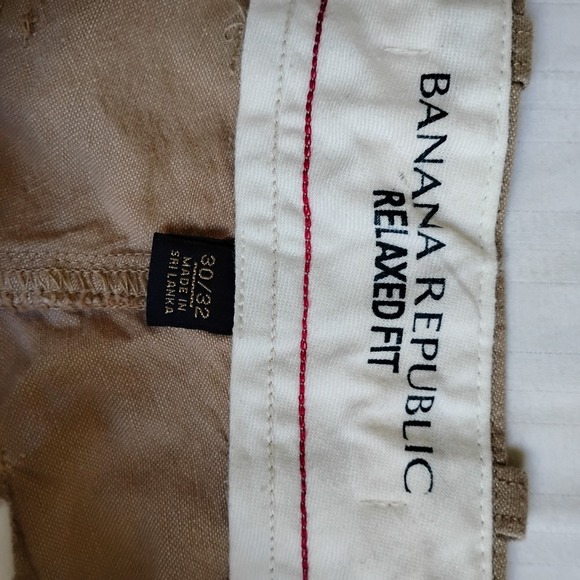 BANANA REPUBLIC
RELAXED FIT
30/32
MADE IN
SRI LANKA